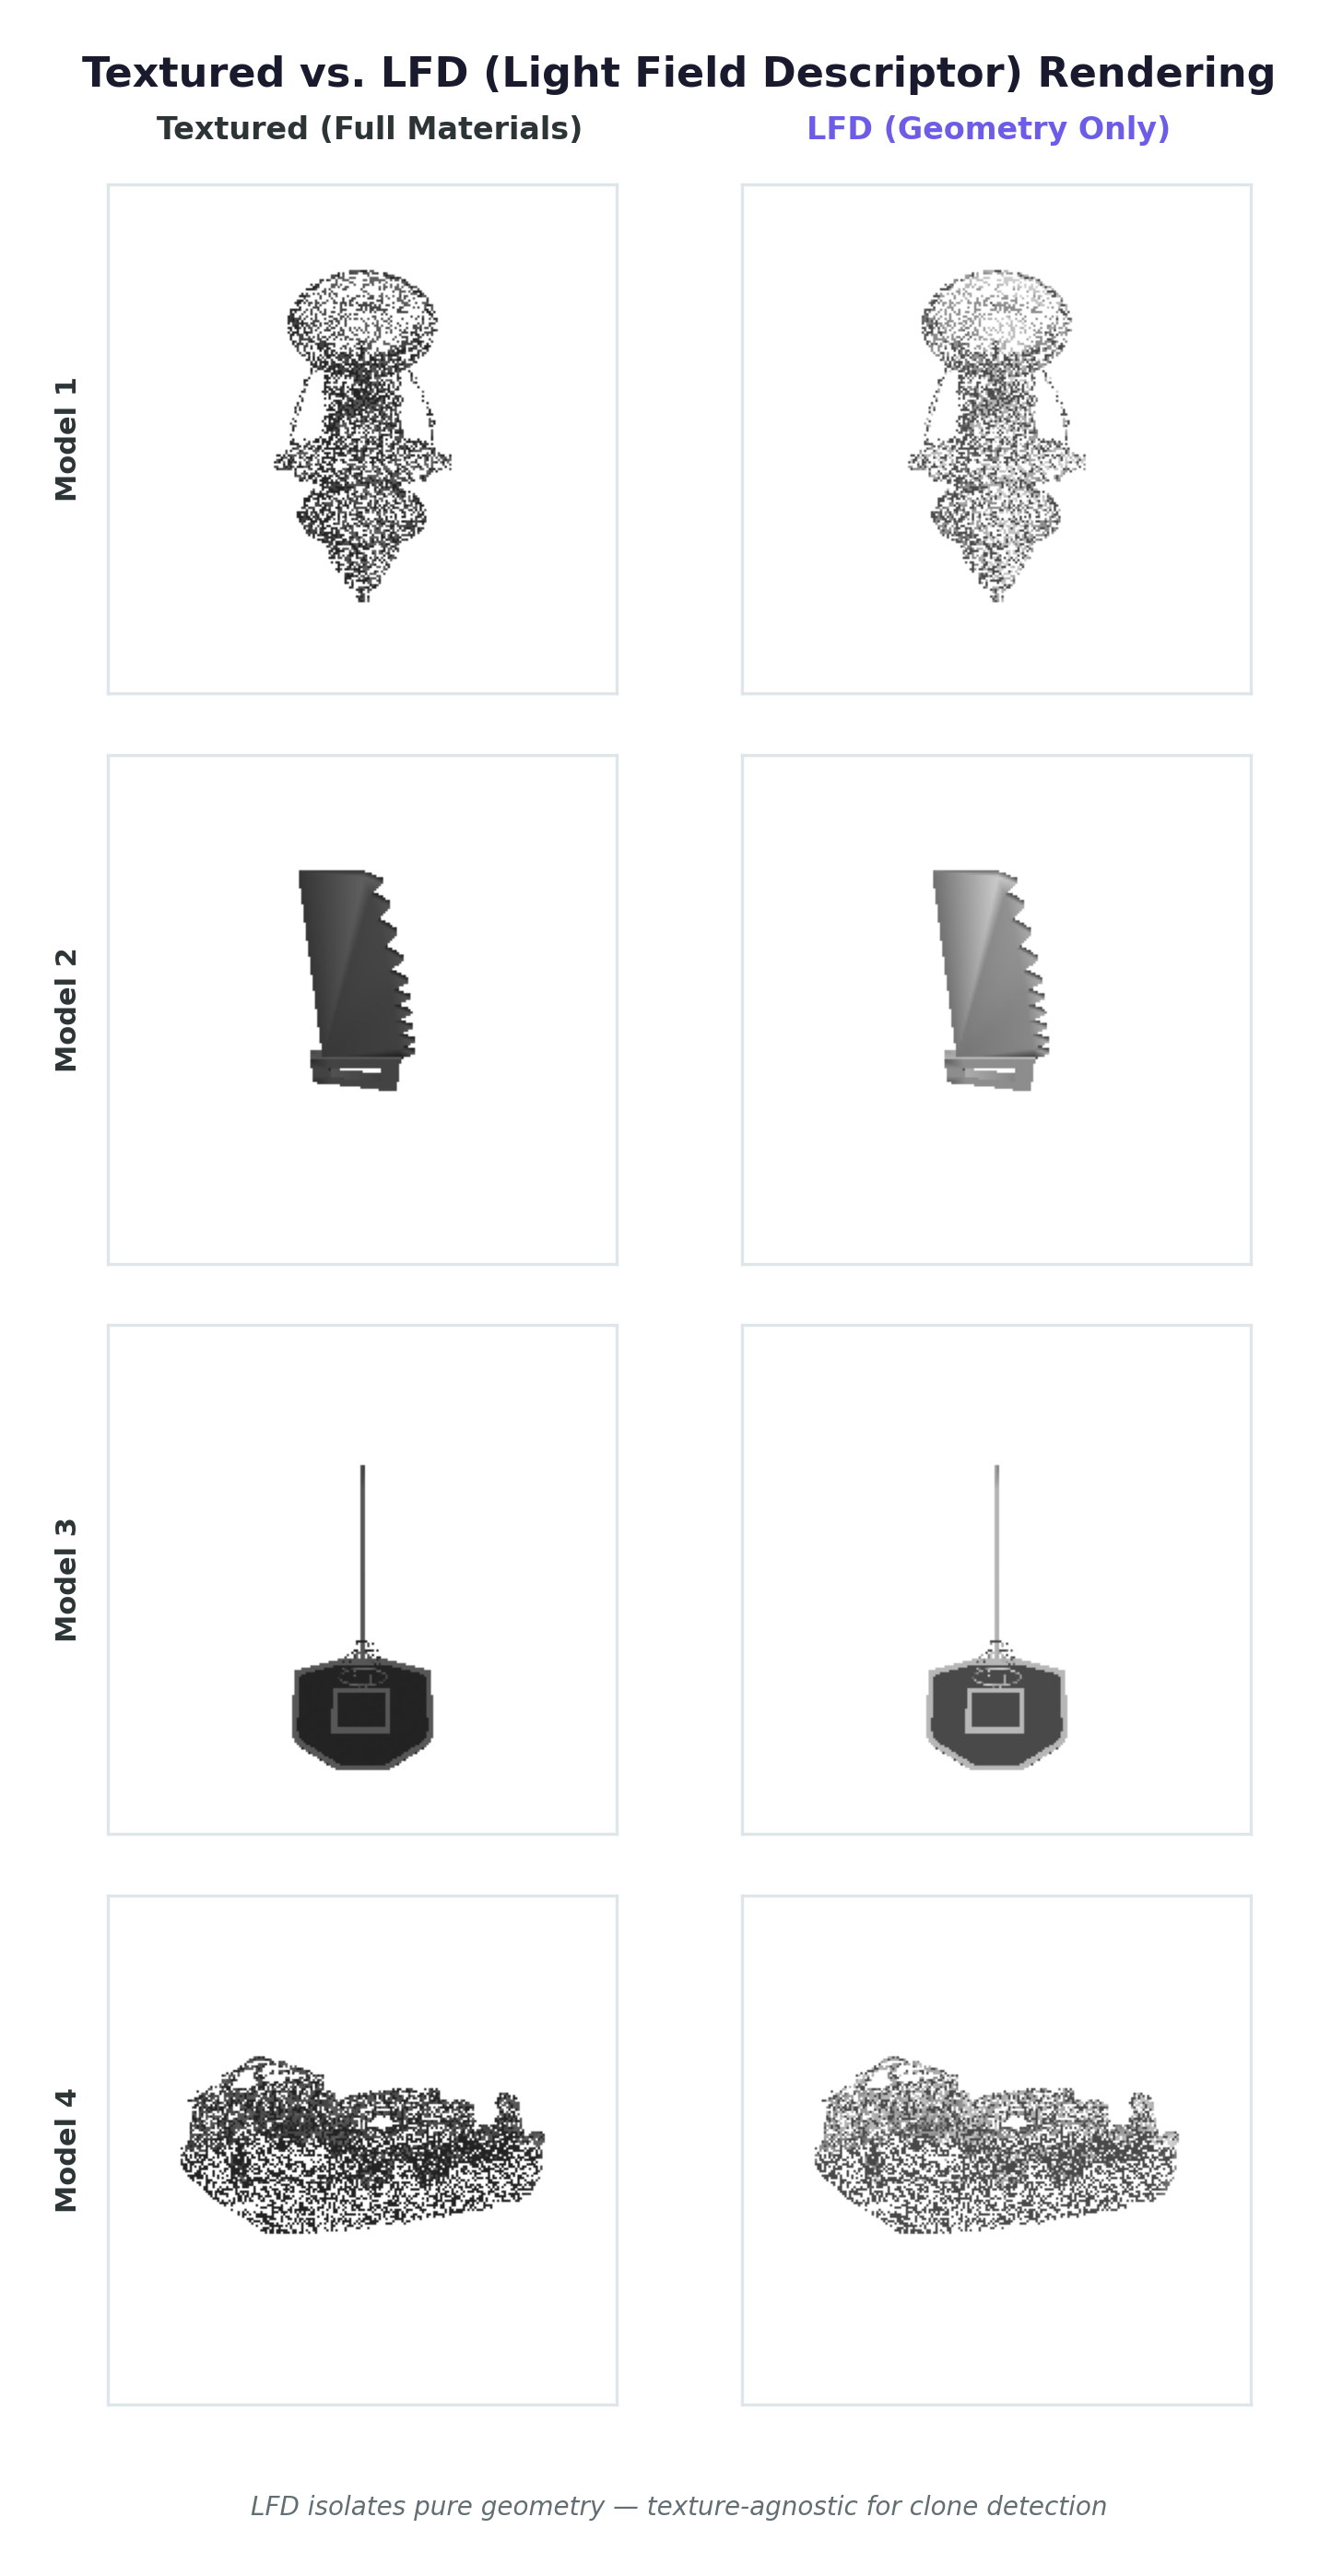 Textured vs. LFD (Light Field Descriptor) Rendering
Textured (Full Materials)
LFD (Geometry Only)
Model 1
Model 2
Model 3
Model 4
LFD isolates pure geometry — texture-agnostic for clone detection